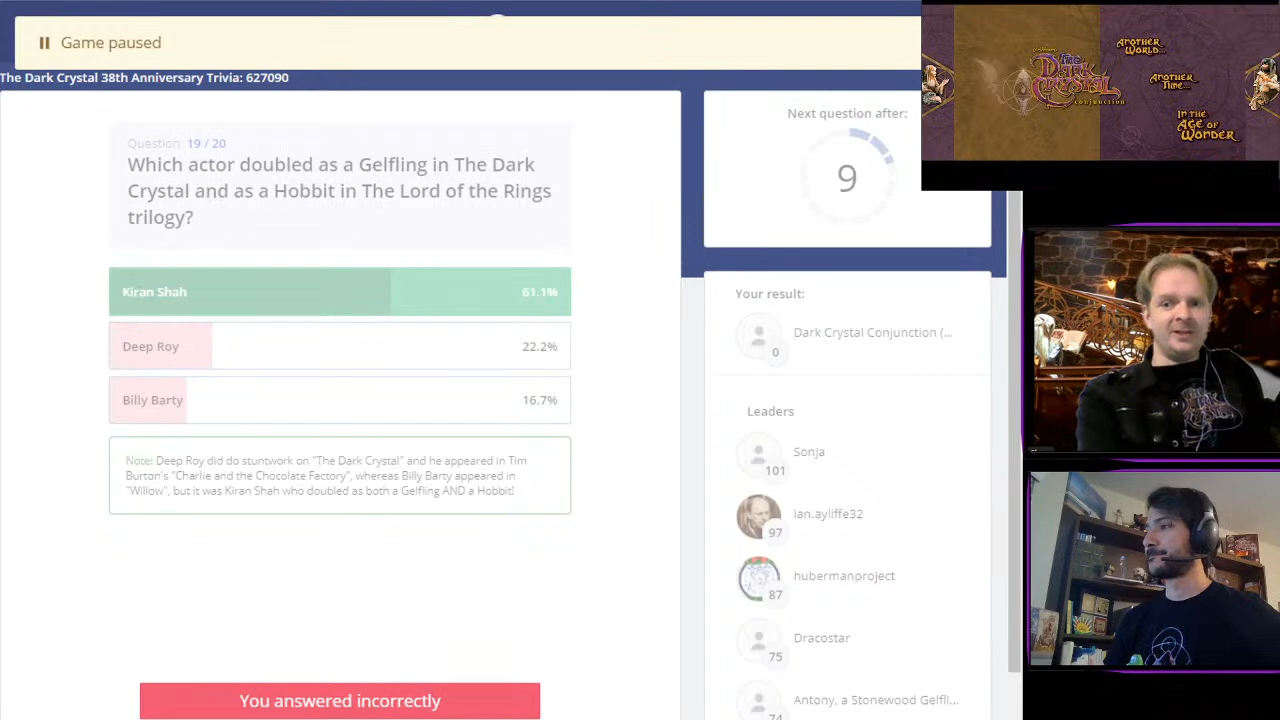 Game paused
The Dark Crystal 38th Anniversary Trivia: 627090
Question 19 / 20
Which actor doubled as a Gelfling in The Dark
Crystal and as a Hobbit in The Lord of the Rings
trilogy?
Kiran Shah 61.1%
Deep Roy 22.2%
Billy Barty 16.7%
Note: Deep Roy did do stuntwork on "The Dark Crystal" and he appeared in Tim
Burton's "Charlie and the Chocolate Factory", whereas Billy Barty appeared in
"Willow", but it was Kiran Shah who doubled as both a Gelfling AND a Hobbit!
You answered incorrectly
Next question after:
9
Your result:
Dark Crystal Conjunction (...
0
Leaders
Sonja
101
ian.ayliffe32
97
hubermanproject
87
Dracostar
75
Antony, a Stonewood Gelfli...
74
The
Dark
Crystal
conjunction
Another
World...
Another
Time...
In the
Age of
Wonder